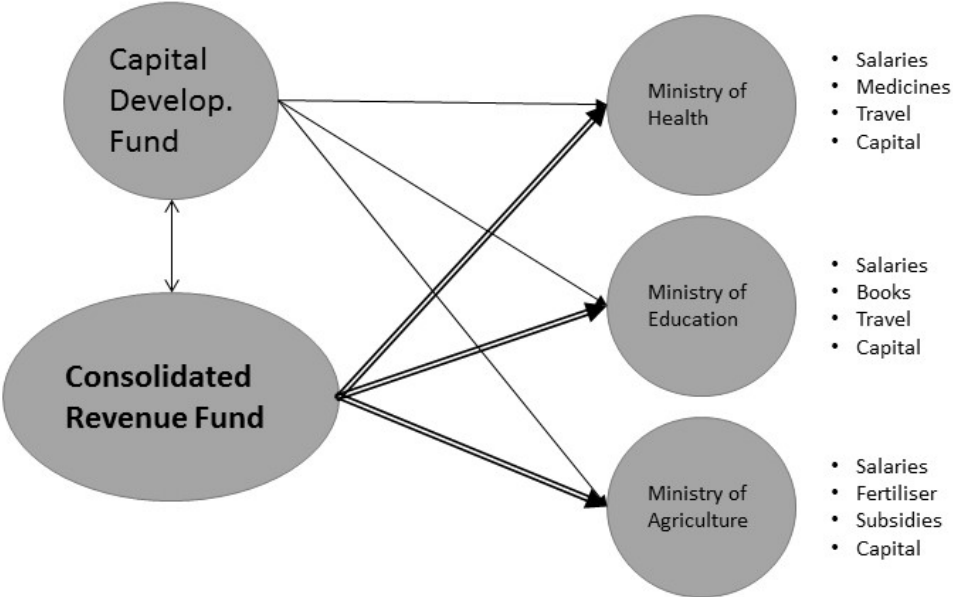 Capital
Develop.
Fund
Consolidated
Revenue Fund
Ministry of
Health
• Salaries
• Medicines
• Travel
• Capital
Ministry of
Education
• Salaries
• Books
• Travel
• Capital
Ministry of
Agriculture
• Salaries
• Fertiliser
• Subsidies
• Capital